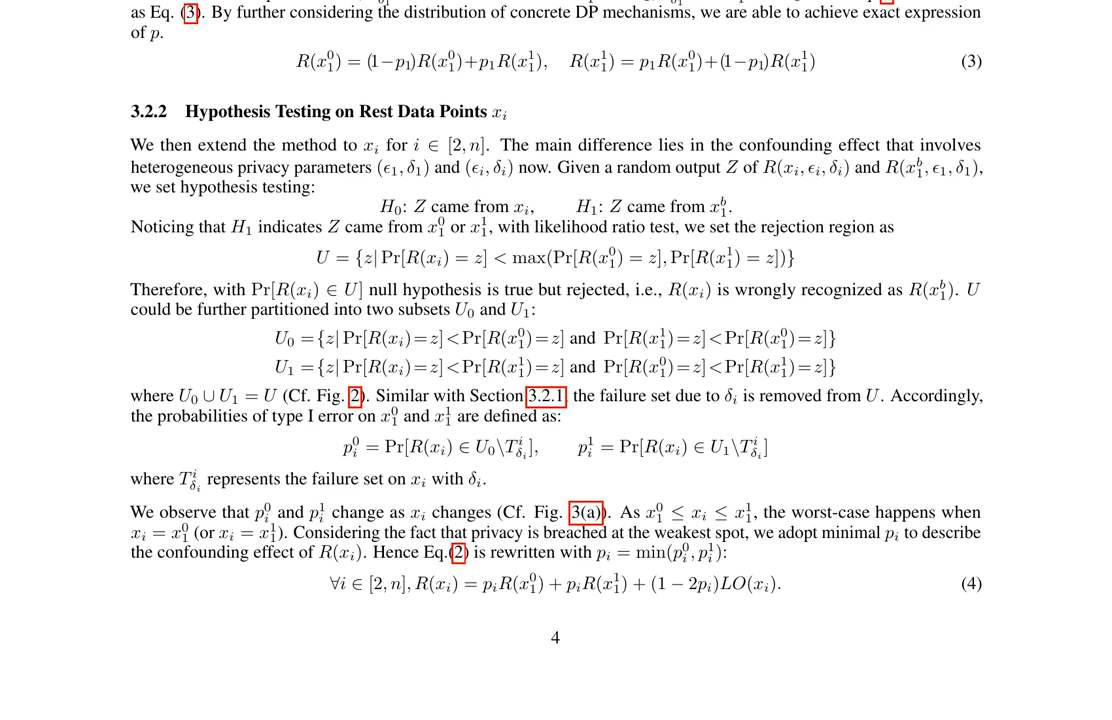 as Eq. (3). By further considering the distribution of concrete DP mechanisms, we are able to achieve exact expression
of p.
R(x_1^0) = (1−p_1)R(x_1^0)+p_1R(x_1^1),   R(x_1^1) = p_1R(x_1^0)+(1−p_1)R(x_1^1)   (3)
3.2.2 Hypothesis Testing on Rest Data Points x_i
We then extend the method to x_i for i ∈ [2, n]. The main difference lies in the confounding effect that involves
heterogeneous privacy parameters (ϵ_1, δ_1) and (ϵ_i, δ_i) now. Given a random output Z of R(x_i, ϵ_i, δ_i) and R(x_1^b, ϵ_1, δ_1),
we set hypothesis testing:
H_0: Z came from x_i,   H_1: Z came from x_1^b.
Noticing that H_1 indicates Z came from x_1^0 or x_1^1, with likelihood ratio test, we set the rejection region as
U = {z| Pr[R(x_i) = z] < max(Pr[R(x_1^0) = z], Pr[R(x_1^1) = z])}
Therefore, with Pr[R(x_i) ∈ U] null hypothesis is true but rejected, i.e., R(x_i) is wrongly recognized as R(x_1^b). U
could be further partitioned into two subsets U_0 and U_1:
U_0 ={z| Pr[R(x_i)=z]<Pr[R(x_1^0)=z] and Pr[R(x_1^1)=z]<Pr[R(x_1^0)=z]}
U_1 ={z| Pr[R(x_i)=z]<Pr[R(x_1^1)=z] and Pr[R(x_1^0)=z]<Pr[R(x_1^1)=z]}
where U_0 ∪ U_1 = U (Cf. Fig. 2). Similar with Section 3.2.1, the failure set due to δ_i is removed from U. Accordingly,
the probabilities of type I error on x_1^0 and x_1^1 are defined as:
p_i^0 = Pr[R(x_i) ∈ U_0\T_{δ_i}^i],   p_i^1 = Pr[R(x_i) ∈ U_1\T_{δ_i}^i]
where T_{δ_i}^i represents the failure set on x_i with δ_i.
We observe that p_i^0 and p_i^1 change as x_i changes (Cf. Fig. 3(a)). As x_1^0 ≤ x_i ≤ x_1^1, the worst-case happens when
x_i = x_1^0 (or x_i = x_1^1). Considering the fact that privacy is breached at the weakest spot, we adopt minimal p_i to describe
the confounding effect of R(x_i). Hence Eq.(2) is rewritten with p_i = min(p_i^0, p_i^1):
∀i ∈ [2, n], R(x_i) = p_iR(x_1^0) + p_iR(x_1^1) + (1 − 2p_i)LO(x_i).   (4)
4